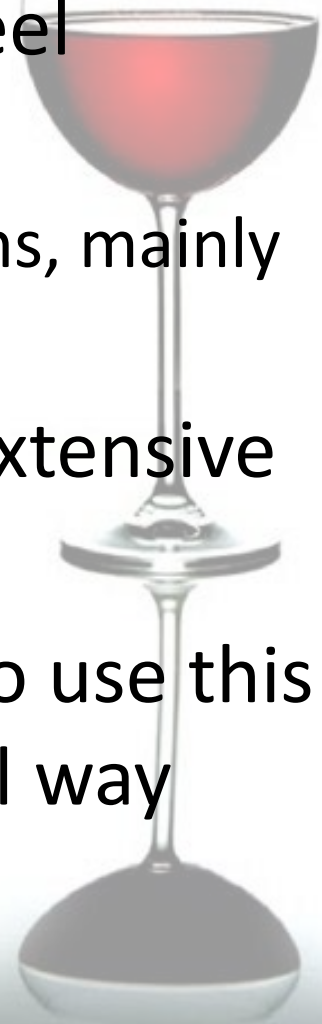 eel
ns, mainly
xtensive
o use this
l way